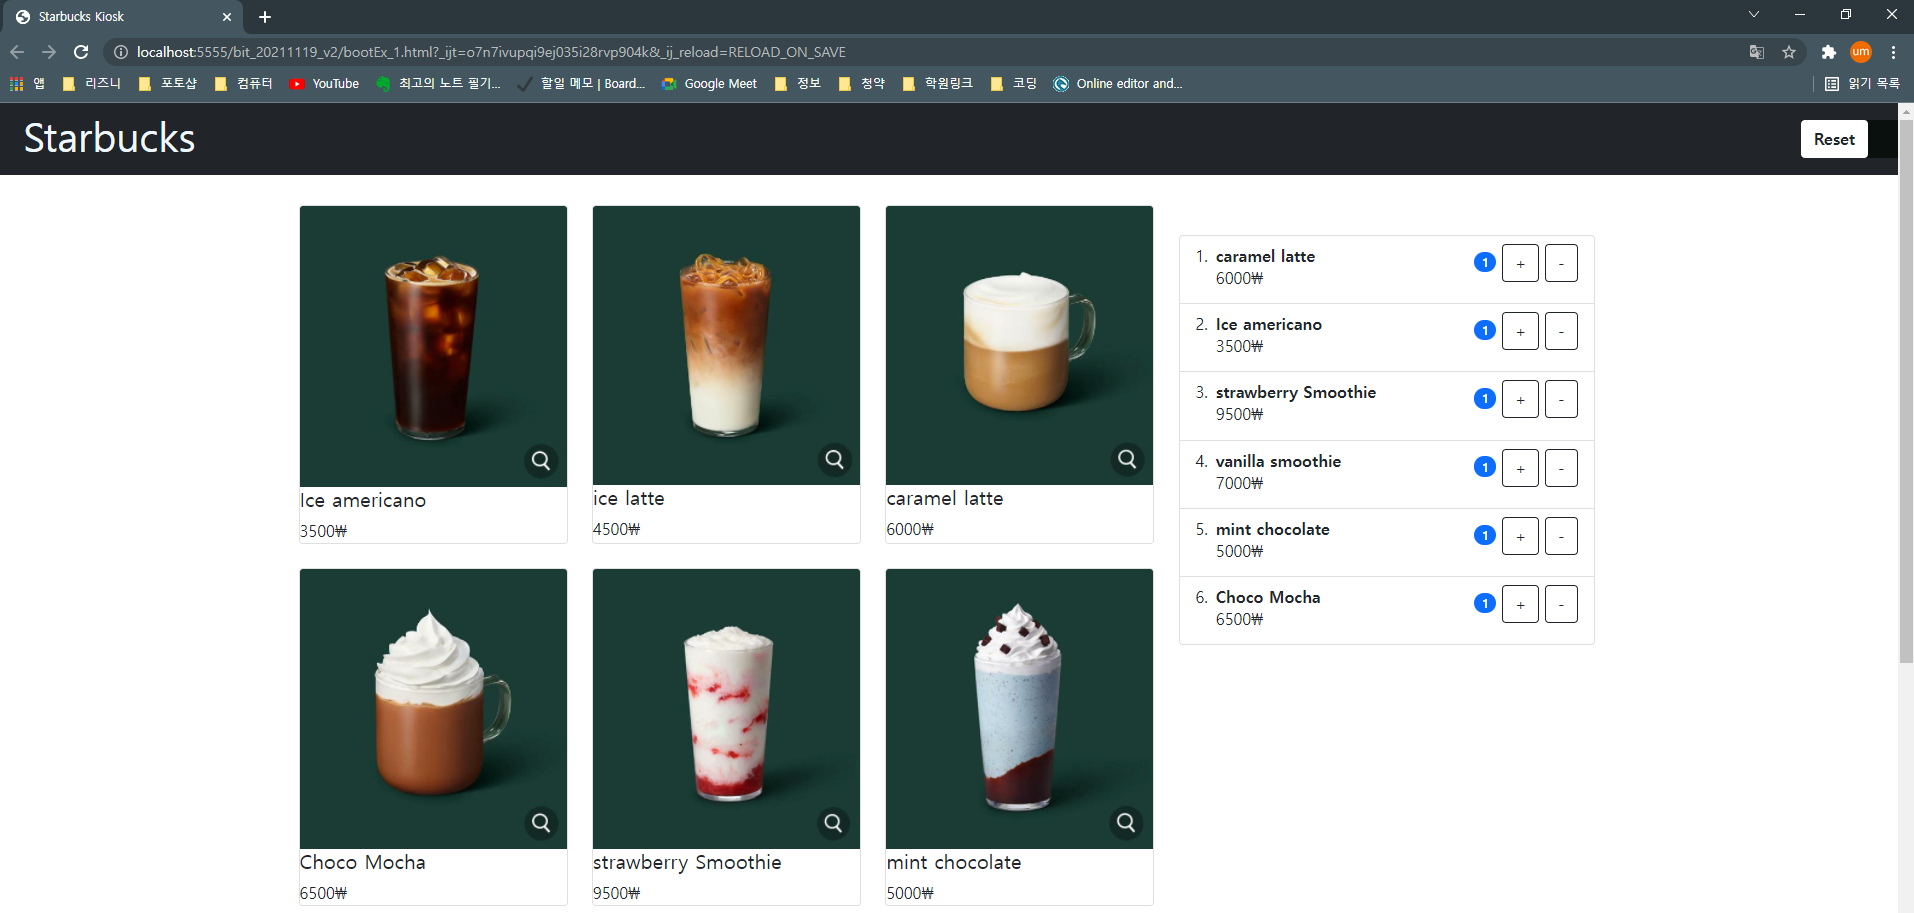 Starbucks Kiosk
localhost:5555/bit_20211119_v2/bootEx_1.html?_ijt=o7n7ivupqi9ej035i28rvp904k&_ij_reload=RELOAD_ON_SAVE
um
앱 리즈니 포토샵 컴퓨터 YouTube 최고의 노트 필기... 할일 메모 | Board... Google Meet 정보 청약 학원링크 코딩 Online editor and... 읽기 목록
Starbucks
Reset
Ice americano
3500₩
ice latte
4500₩
caramel latte
6000₩
Choco Mocha
6500₩
strawberry Smoothie
9500₩
mint chocolate
5000₩
1. caramel latte 1 + -
6000₩
2. Ice americano 1 + -
3500₩
3. strawberry Smoothie 1 + -
9500₩
4. vanilla smoothie 1 + -
7000₩
5. mint chocolate 1 + -
5000₩
6. Choco Mocha 1 + -
6500₩